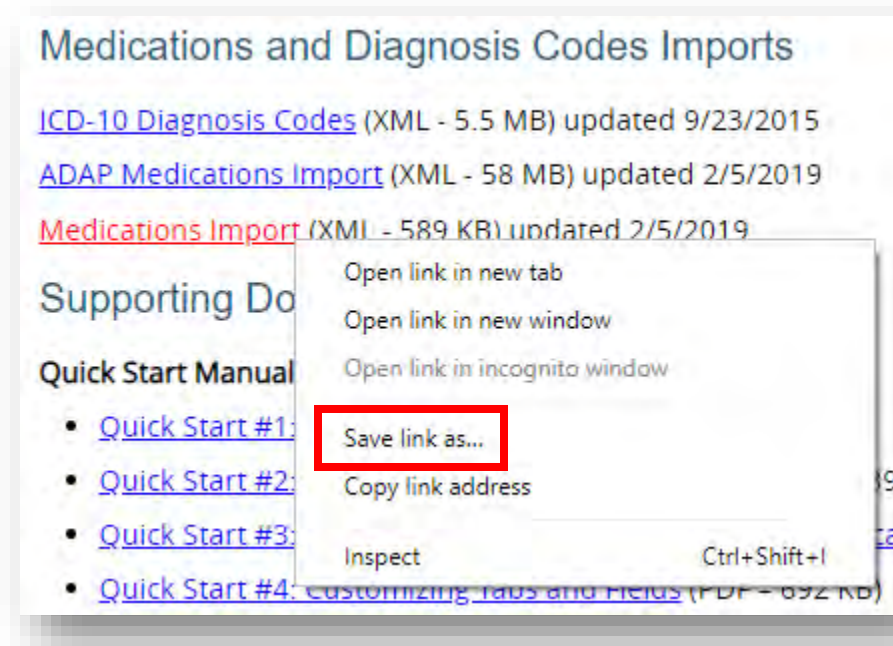 Medications and Diagnosis Codes Imports
ICD-10 Diagnosis Codes (XML - 5.5 MB) updated 9/23/2015
ADAP Medications Import (XML - 58 MB) updated 2/5/2019
Medications Import (XML - 589 KB) updated 2/5/2019
Open link in new tab
Supporting Do
Open link in new window
Quick Start Manual
Open link in incognito window
Quick Start #1:
Save link as...
Quick Start #2:
Copy link address
Quick Start #3:
Inspect Ctrl+Shift+I
Quick Start #4: Customizing Tabs and Fields (PDF - 692 KB)